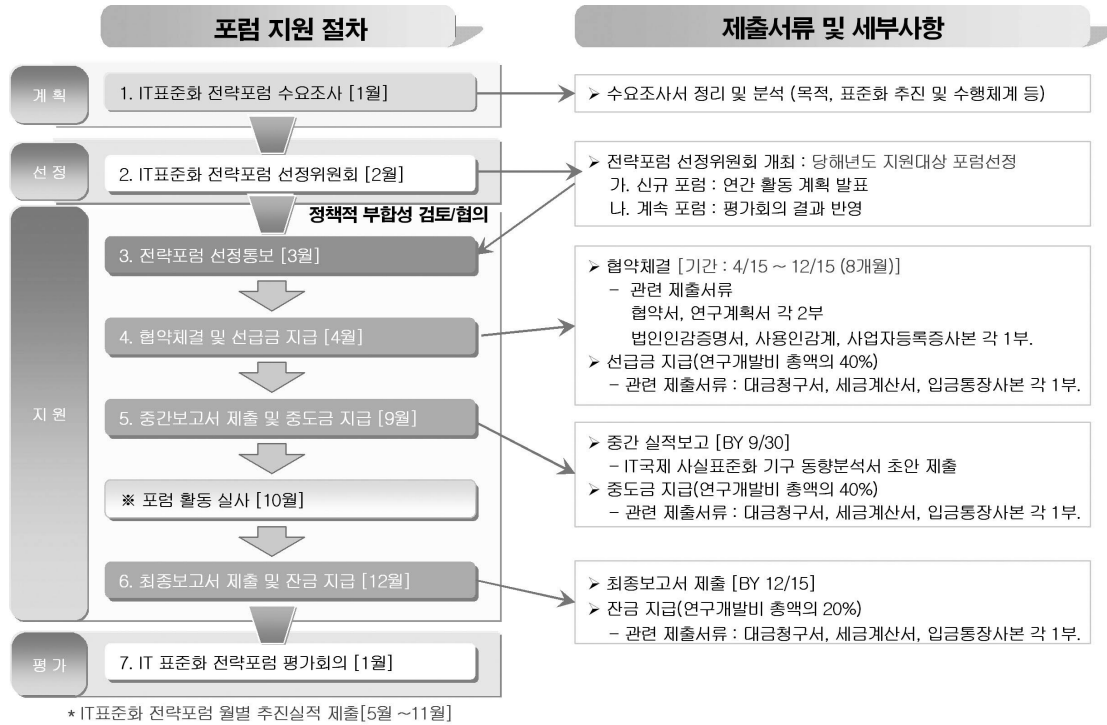 포럼 지원 절차
제출서류 및 세부사항
계 획
1. IT표준화 전략포럼 수요조사 [1월]
➢ 수요조사서 정리 및 분석 (목적, 표준화 추진 및 수행체계 등)
선 정
2. IT표준화 전략포럼 선정위원회 [2월]
➢ 전략포럼 선정위원회 개최 : 당해년도 지원대상 포럼선정
가. 신규 포럼 : 연간 활동 계획 발표
나. 계속 포럼 : 평가회의 결과 반영
정책적 부합성 검토/협의
지 원
3. 전략포럼 선정통보 [3월]
4. 협약체결 및 선급금 지급 [4월]
➢ 협약체결 [기간 : 4/15 ~ 12/15 (8개월)]
- 관련 제출서류
협약서, 연구계획서 각 2부
법인인감증명서, 사용인감계, 사업자등록증사본 각 1부.
➢ 선급금 지급(연구개발비 총액의 40%)
- 관련 제출서류 : 대금청구서, 세금계산서, 입금통장사본 각 1부.
5. 중간보고서 제출 및 중도금 지급 [9월]
➢ 중간 실적보고 [BY 9/30]
- IT국제 사실표준화 기구 동향분석서 초안 제출
➢ 중도금 지급(연구개발비 총액의 40%)
- 관련 제출서류 : 대금청구서, 세금계산서, 입금통장사본 각 1부.
※ 포럼 활동 실사 [10월]
6. 최종보고서 제출 및 잔금 지급 [12월]
➢ 최종보고서 제출 [BY 12/15]
➢ 잔금 지급(연구개발비 총액의 20%)
- 관련 제출서류 : 대금청구서, 세금계산서, 입금통장사본 각 1부.
평 가
7. IT 표준화 전략포럼 평가회의 [1월]
* IT표준화 전략포럼 월별 추진실적 제출[5월 ~11월]